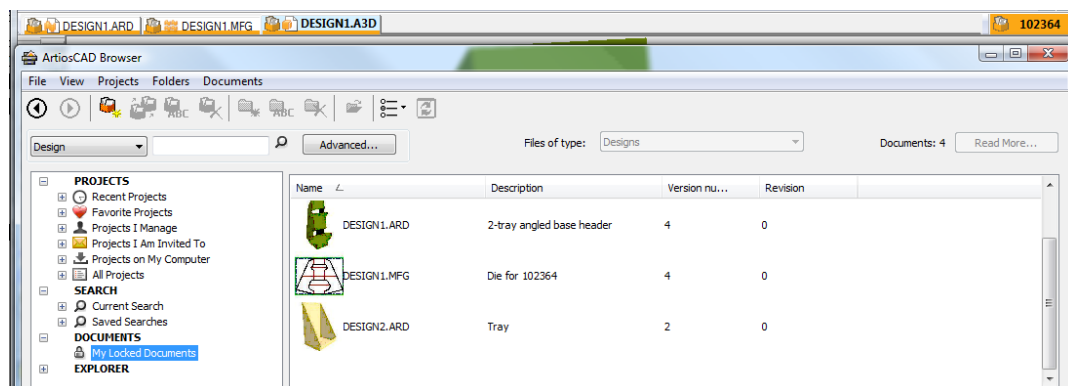 DESIGN1.ARD DESIGN1.MFG DESIGN1.A3D 102364
ArtiosCAD Browser
File View Projects Folders Documents
ABC ABC
Design Advanced... Files of type: Designs Documents: 4 Read More...
PROJECTS
Recent Projects
Favorite Projects
Projects I Manage
Projects I Am Invited To
Projects on My Computer
All Projects
SEARCH
Current Search
Saved Searches
DOCUMENTS
My Locked Documents
EXPLORER
Name Description Version nu... Revision
DESIGN1.ARD 2-tray angled base header 4 0
DESIGN1.MFG Die for 102364 4 0
DESIGN2.ARD Tray 2 0